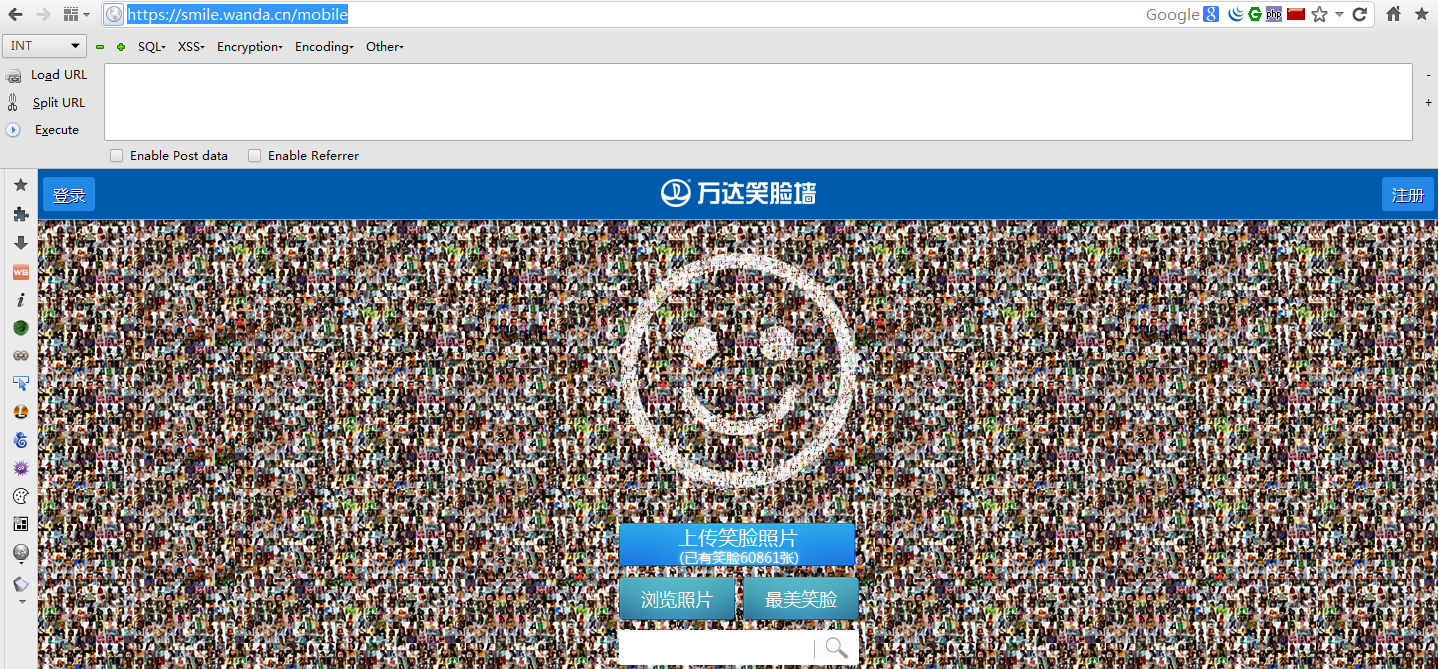 https://smile.wanda.cn/mobile
Google
INT
SQL
XSS
Encryption
Encoding
Other
Load URL
Split URL
Execute
-
+
Enable Post data
Enable Referrer
登录
万达笑脸墙
注册
上传笑脸照片
(已有笑脸60861张)
浏览照片
最美笑脸